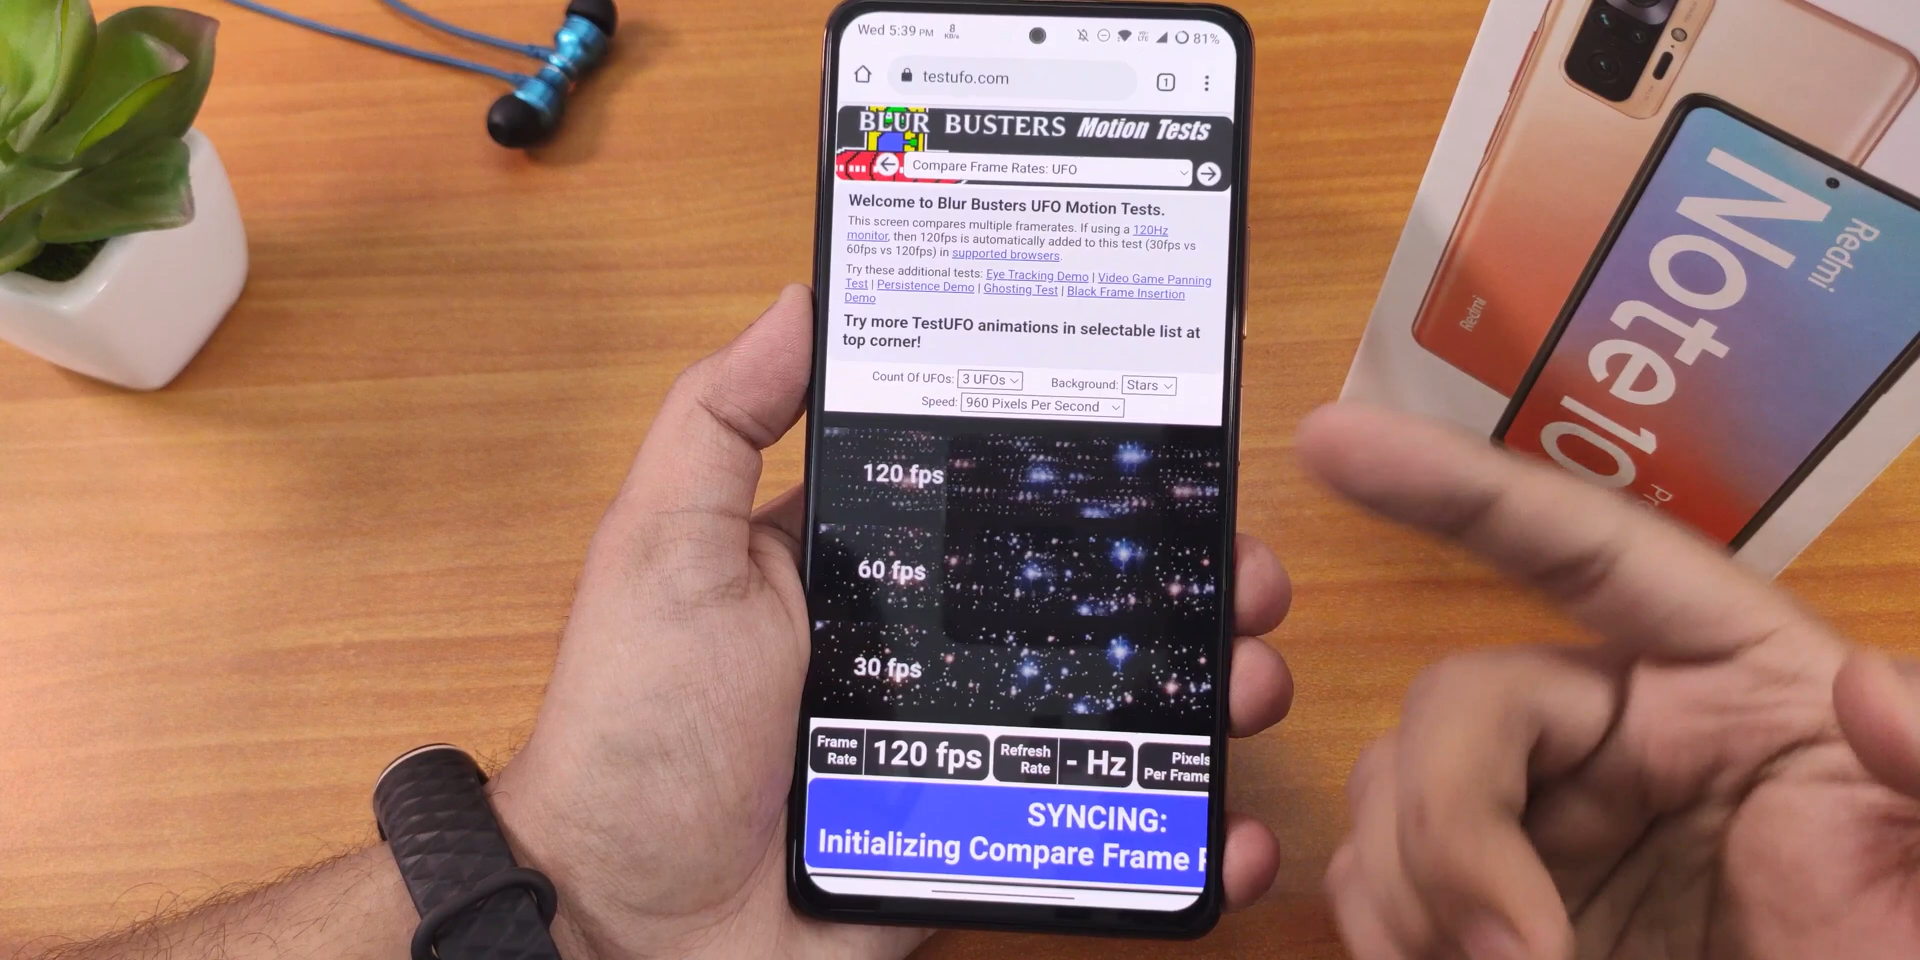 Wed 5:39 PM 8 KB/s 81%
testufo.com 1
BLUR BUSTERS Motion Tests
Compare Frame Rates: UFO
Welcome to Blur Busters UFO Motion Tests.
This screen compares multiple framerates. If using a 120Hz
monitor, then 120fps is automatically added to this test (30fps vs
60fps vs 120fps) in supported browsers.
Try these additional tests: Eye Tracking Demo | Video Game Panning
Test | Persistence Demo | Ghosting Test | Black Frame Insertion
Demo
Try more TestUFO animations in selectable list at
top corner!
Count Of UFOs: 3 UFOs Background: Stars
Speed: 960 Pixels Per Second
120 fps
60 fps
30 fps
Frame Rate 120 fps Refresh Rate - Hz Pixels Per Frame
SYNCING:
Initializing Compare Frame
Redmi
Redmi
Note 10